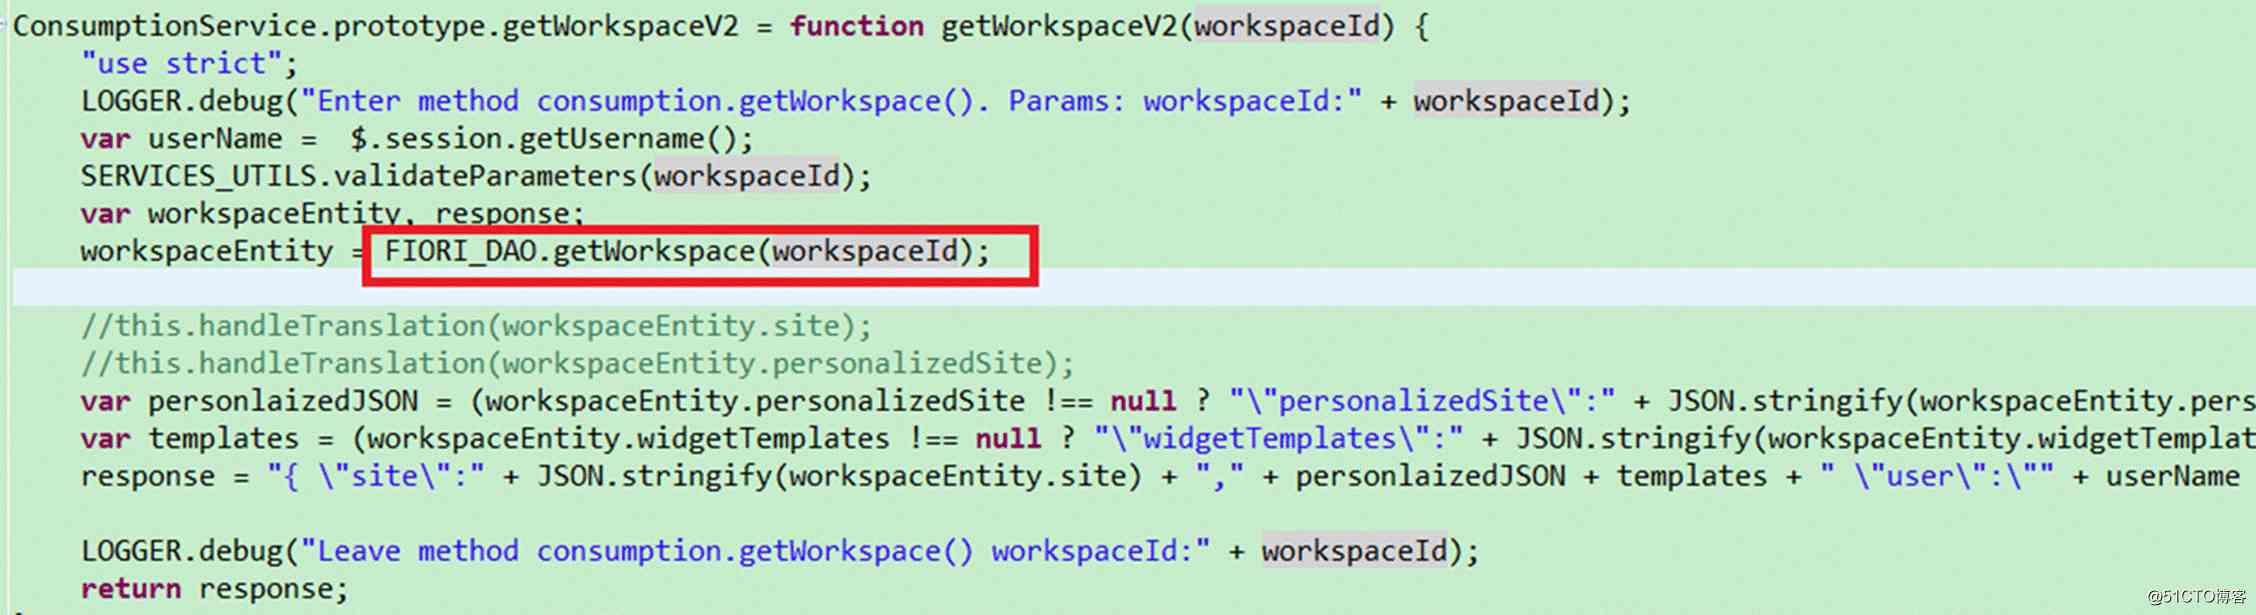 ConsumptionService.prototype.getWorkspaceV2 = function getWorkspaceV2(workspaceId) {
    "use strict";
    LOGGER.debug("Enter method consumption.getWorkspace(). Params: workspaceId:" + workspaceId);
    var userName =  $.session.getUsername();
    SERVICES_UTILS.validateParameters(workspaceId);
    var workspaceEntity, response;
    workspaceEntity = FIORI_DAO.getWorkspace(workspaceId);
    //this.handleTranslation(workspaceEntity.site);
    //this.handleTranslation(workspaceEntity.personalizedSite);
    var personlaizedJSON = (workspaceEntity.personalizedSite !== null ? "\"personalizedSite\":" + JSON.stringify(workspaceEntity.pers
    var templates = (workspaceEntity.widgetTemplates !== null ? "\"widgetTemplates\":" + JSON.stringify(workspaceEntity.widgetTemplat
    response = "{ \"site\":" + JSON.stringify(workspaceEntity.site) + "," + personlaizedJSON + templates + " \"user\":\"" + userName
    LOGGER.debug("Leave method consumption.getWorkspace() workspaceId:" + workspaceId);
    return response;
@51CTO博客